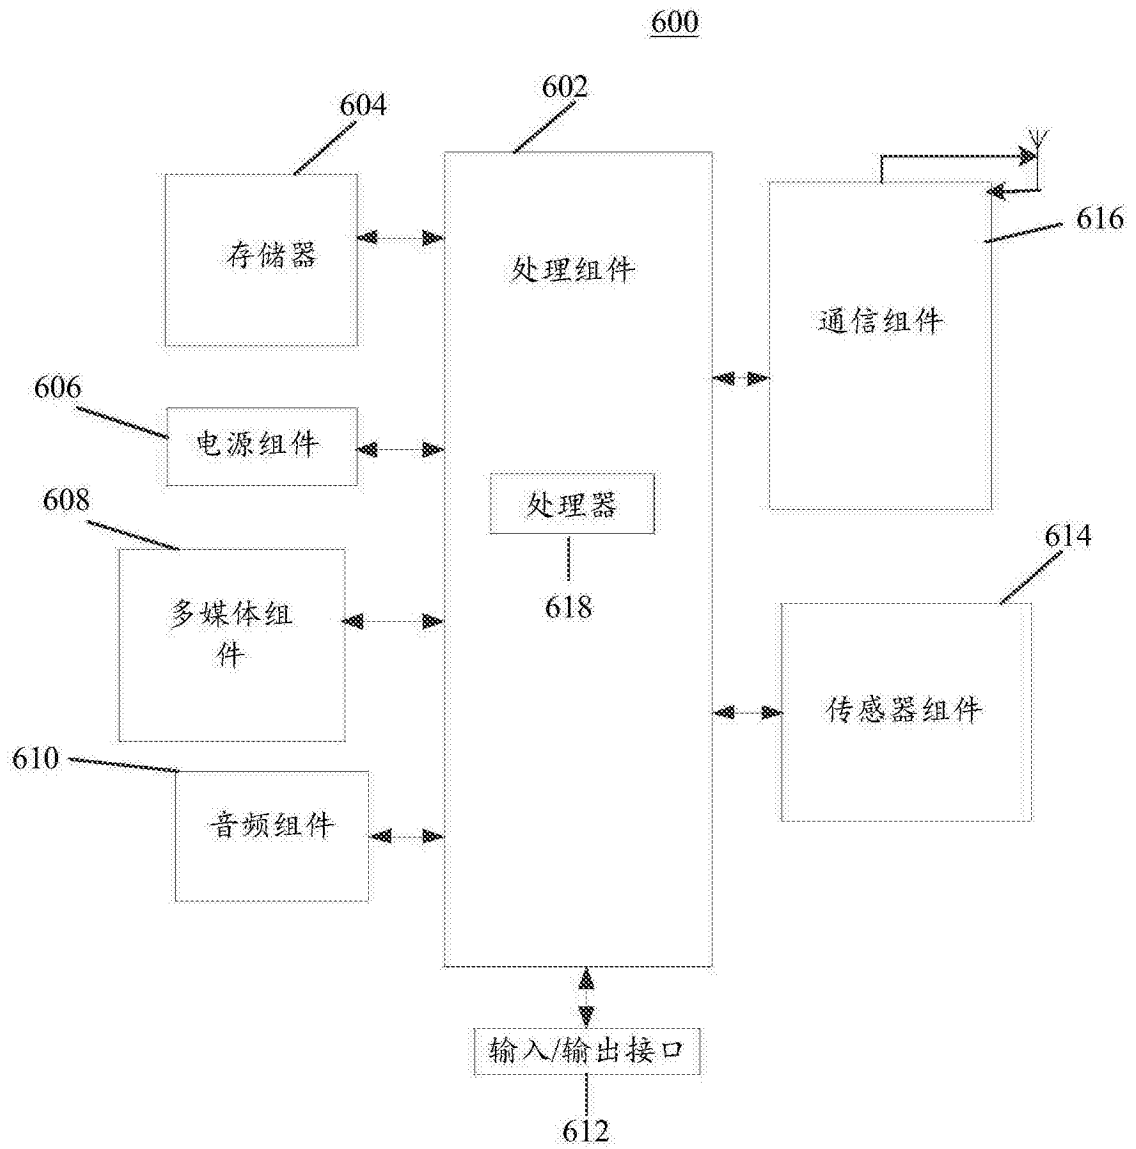 600
602
604
存储器
处理组件
616
通信组件
606
电源组件
608
处理器
618
614
多媒体组
件
传感器组件
610
音频组件
输入/输出接口
612